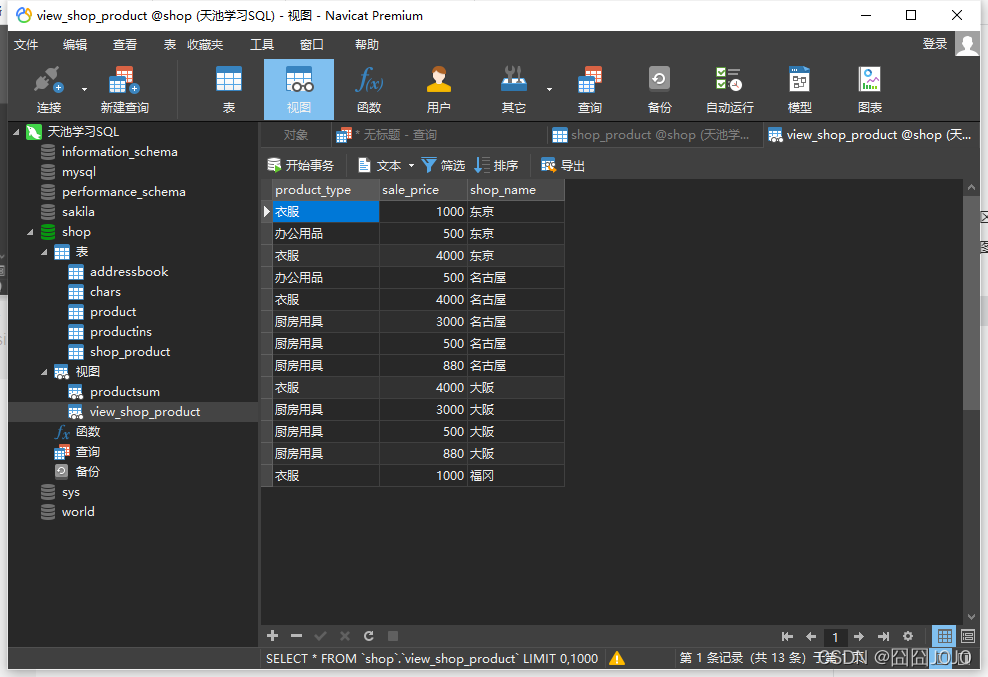 view_shop_product @shop (天池学习SQL) - 视图 - Navicat Premium
文件 编辑 查看 表 收藏夹 工具 窗口 帮助 登录
连接 新建查询 表 视图 函数 用户 其它 查询 备份 自动运行 模型 图表
对象 * 无标题 - 查询 shop_product @shop (天池学... view_shop_product @shop (天...
开始事务 文本 筛选 排序 导出
天池学习SQL
information_schema
mysql
performance_schema
sakila
shop
表
addressbook
chars
product
productins
shop_product
视图
productsum
view_shop_product
函数
查询
备份
sys
world
product_type sale_price shop_name
衣服 1000 东京
办公用品 500 东京
衣服 4000 东京
办公用品 500 名古屋
衣服 4000 名古屋
厨房用具 3000 名古屋
厨房用具 500 名古屋
厨房用具 880 名古屋
衣服 4000 大阪
厨房用具 3000 大阪
厨房用具 500 大阪
厨房用具 880 大阪
衣服 1000 福冈
1
SELECT * FROM `shop`.`view_shop_product` LIMIT 0,1000
第 1 条记录 (共 13 条) 于第 1 页
CSDN @囧囧JOJO